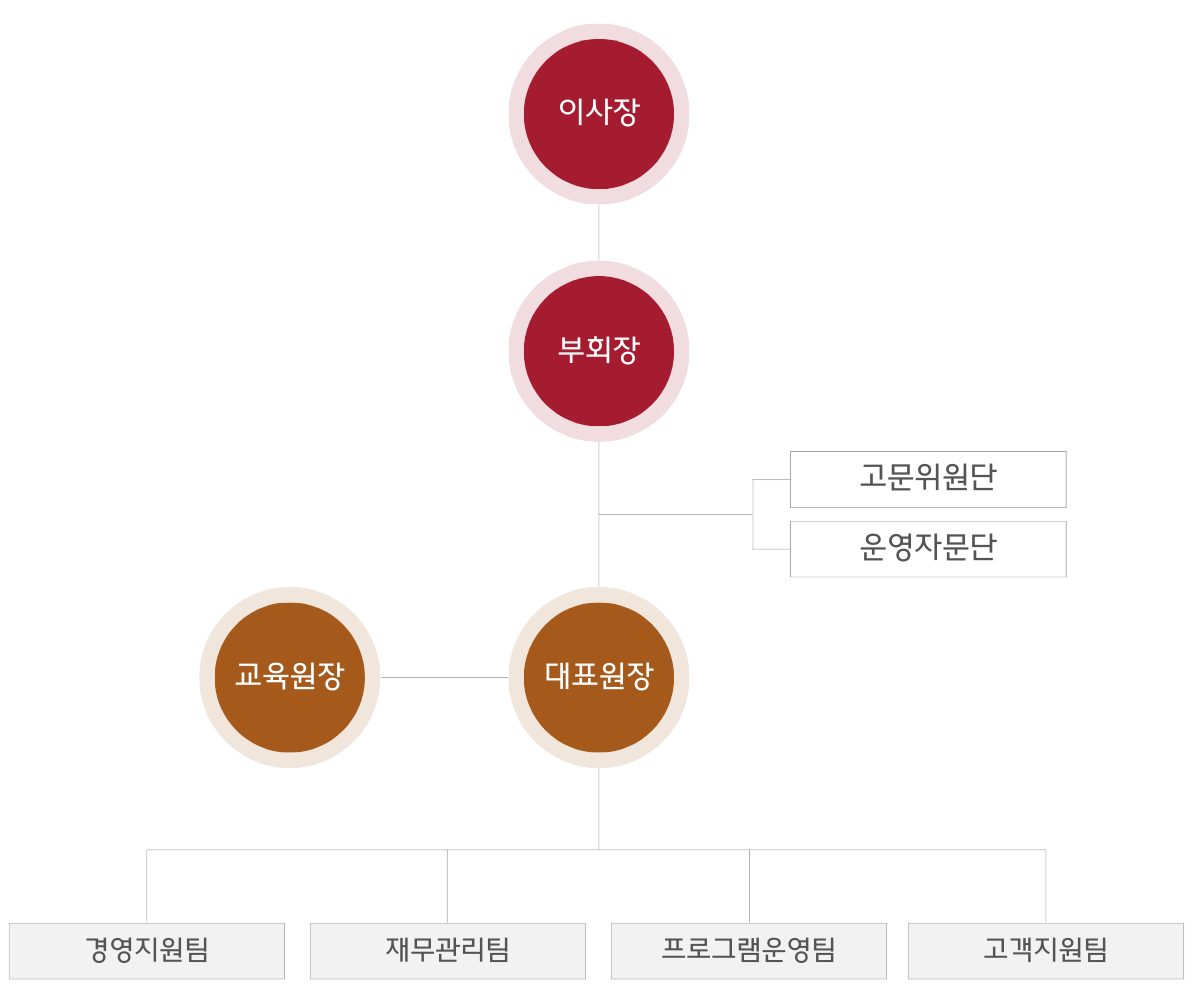 이사장
부회장
고문위원단
운영자문단
교육원장
대표원장
경영지원팀
재무관리팀
프로그램운영팀
고객지원팀